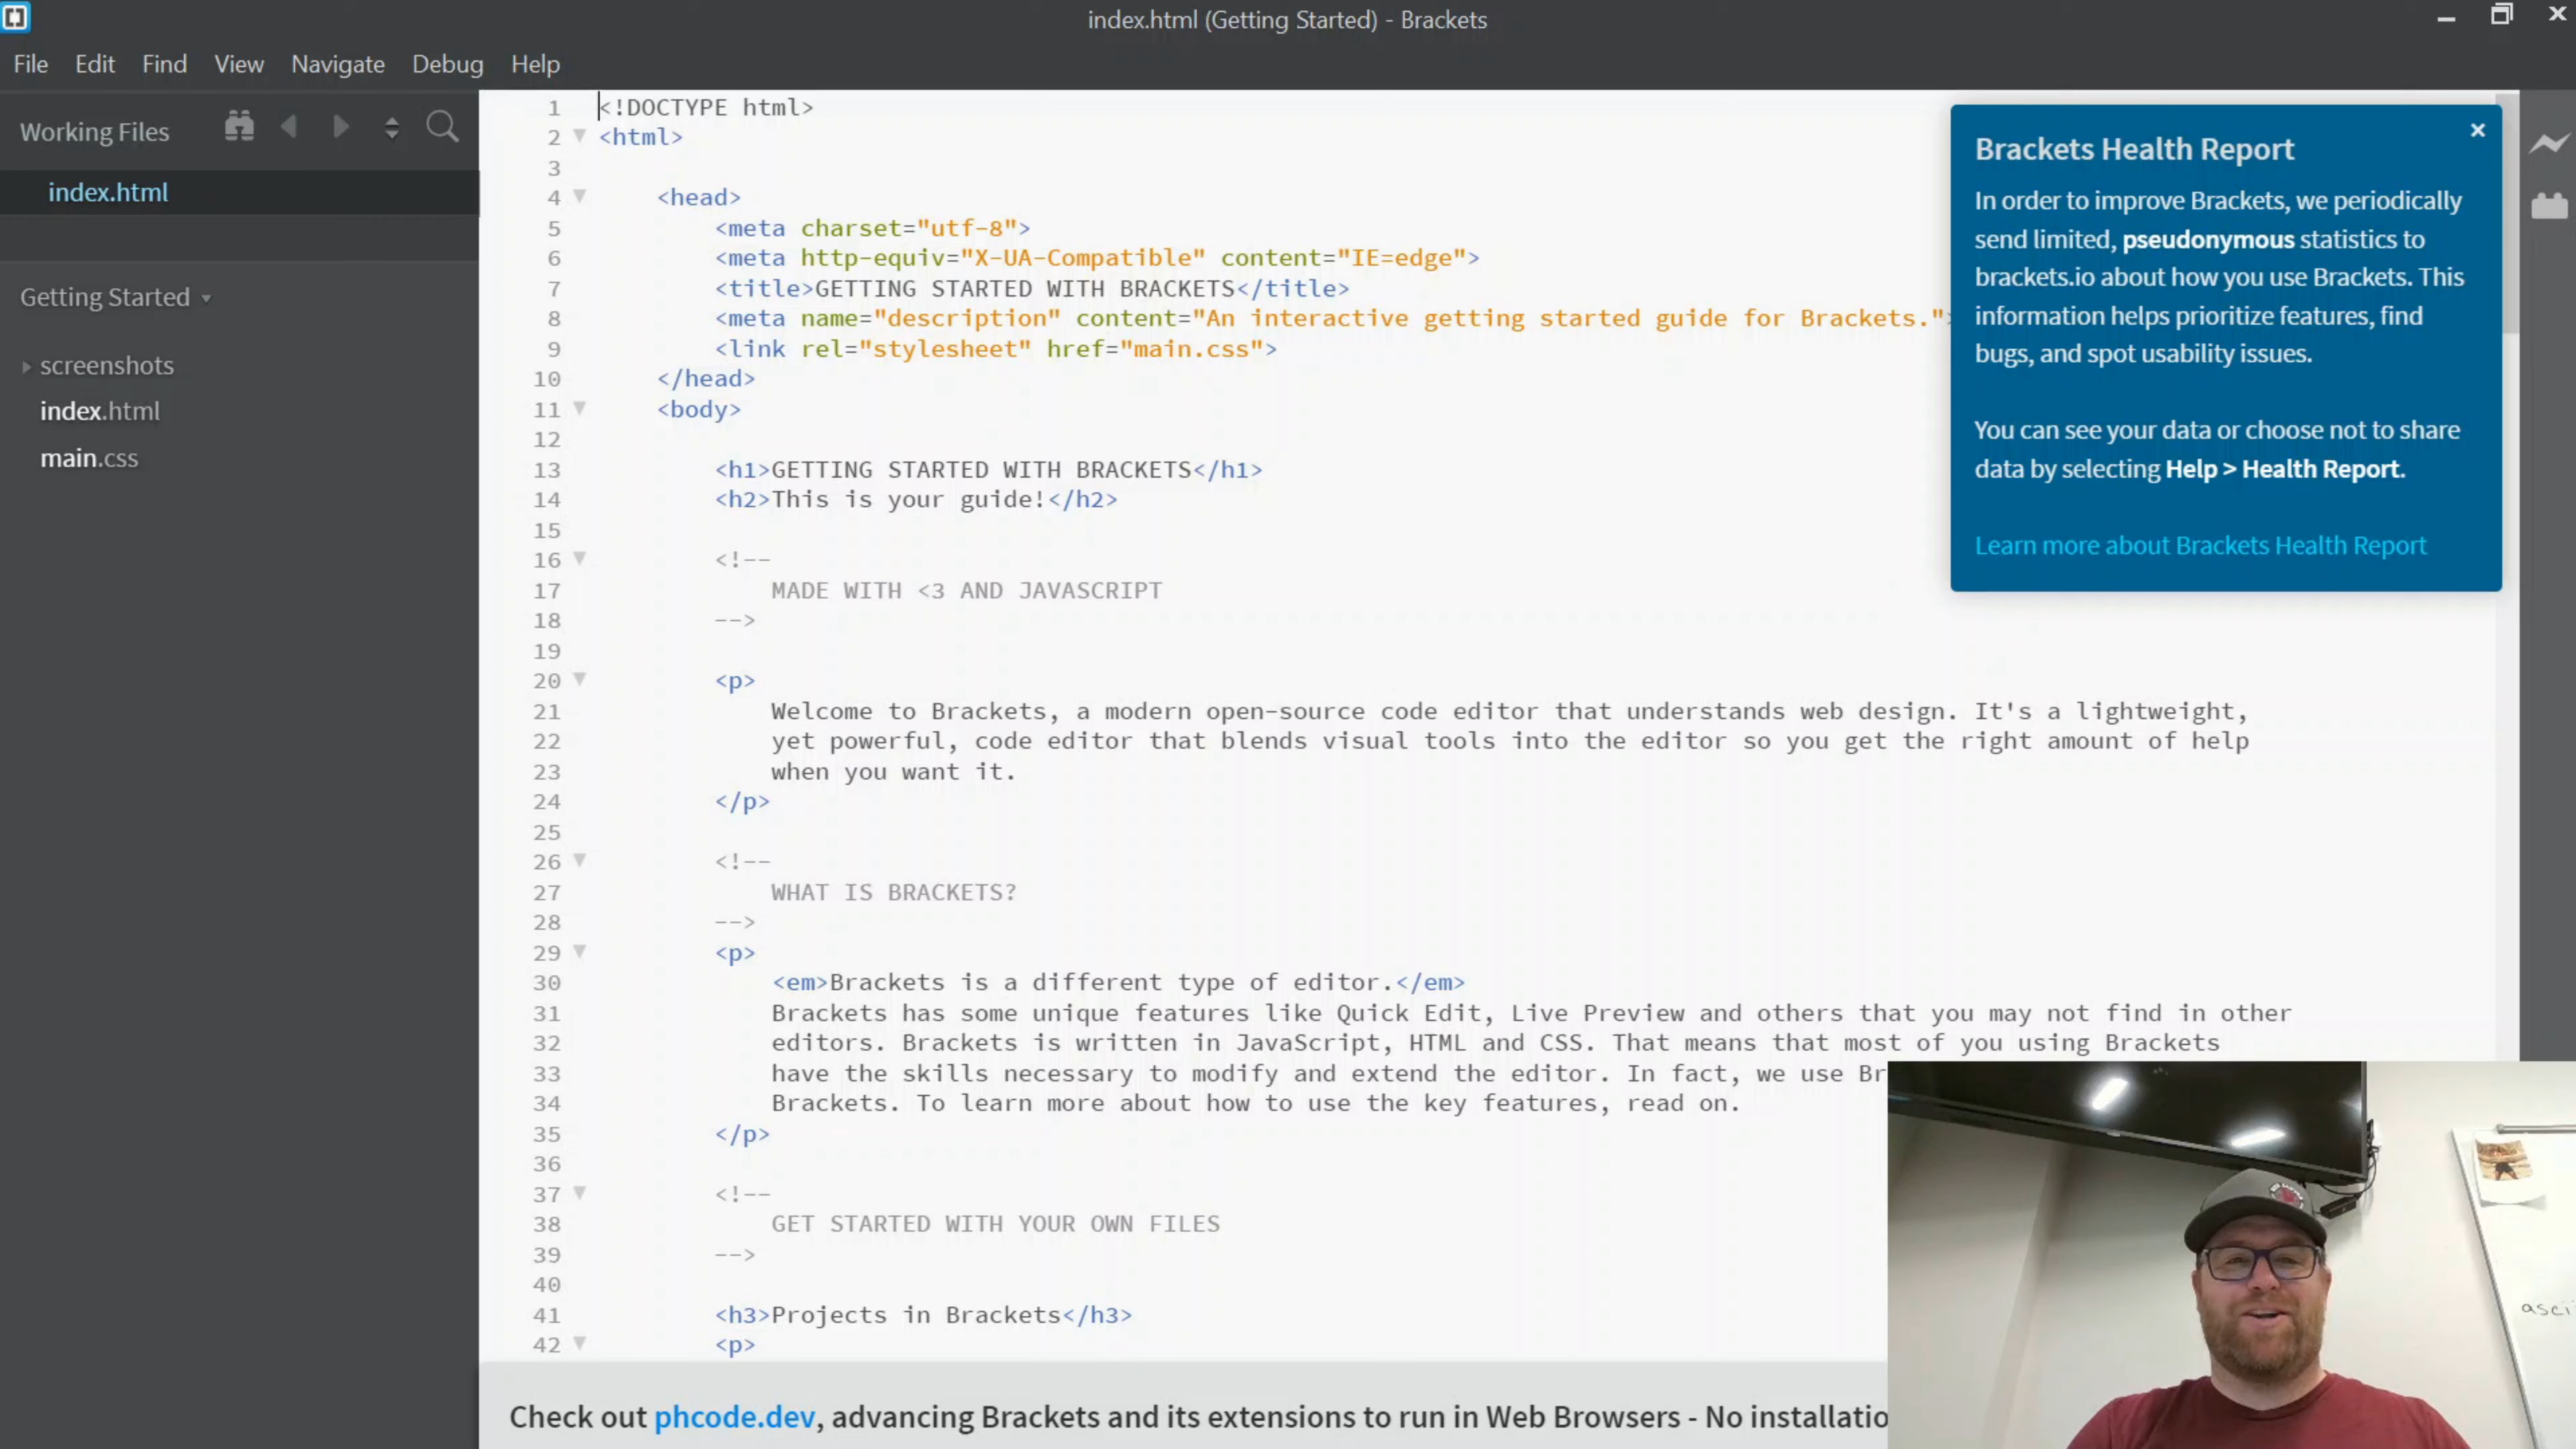 index.html (Getting Started) - Brackets
File Edit Find View Navigate Debug Help
Working Files
index.html
Getting Started
screenshots
index.html
main.css
1 <!DOCTYPE html>
2 <html>
3
4 <head>
5 <meta charset="utf-8">
6 <meta http-equiv="X-UA-Compatible" content="IE=edge">
7 <title>GETTING STARTED WITH BRACKETS</title>
8 <meta name="description" content="An interactive getting started guide for Brackets.">
9 <link rel="stylesheet" href="main.css">
10 </head>
11 <body>
12
13 <h1>GETTING STARTED WITH BRACKETS</h1>
14 <h2>This is your guide!</h2>
15
16 <!--
17 MADE WITH <3 AND JAVASCRIPT
18 -->
19
20 <p>
21 Welcome to Brackets, a modern open-source code editor that understands web design. It's a lightweight,
22 yet powerful, code editor that blends visual tools into the editor so you get the right amount of help
23 when you want it.
24 </p>
25
26 <!--
27 WHAT IS BRACKETS?
28 -->
29 <p>
30 <em>Brackets is a different type of editor.</em>
31 Brackets has some unique features like Quick Edit, Live Preview and others that you may not find in other
32 editors. Brackets is written in JavaScript, HTML and CSS. That means that most of you using Brackets
33 have the skills necessary to modify and extend the editor. In fact, we use Br
34 Brackets. To learn more about how to use the key features, read on.
35 </p>
36
37 <!--
38 GET STARTED WITH YOUR OWN FILES
39 -->
40
41 <h3>Projects in Brackets</h3>
42 <p>
Brackets Health Report
In order to improve Brackets, we periodically
send limited, pseudonymous statistics to
brackets.io about how you use Brackets. This
information helps prioritize features, find
bugs, and spot usability issues.
You can see your data or choose not to share
data by selecting Help > Health Report.
Learn more about Brackets Health Report
Check out phcode.dev, advancing Brackets and its extensions to run in Web Browsers - No installatio
asci